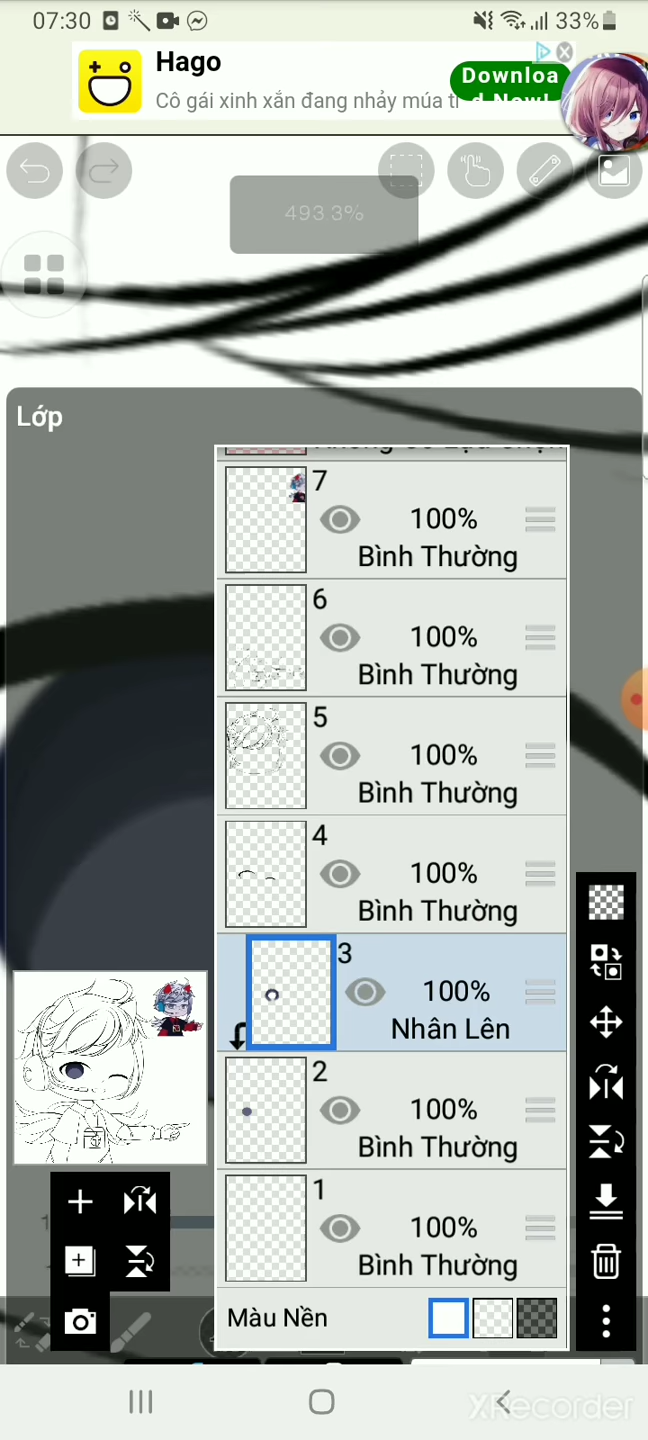 07:30
33%
Hago
Cô gái xinh xắn đang nhảy múa
Downloa
d Now!
493.3%
Lớp
7
100%
Bình Thường
6
100%
Bình Thường
5
100%
Bình Thường
4
100%
Bình Thường
3
100%
Nhân Lên
2
100%
Bình Thường
1
100%
Bình Thường
Màu Nền
XRecorder